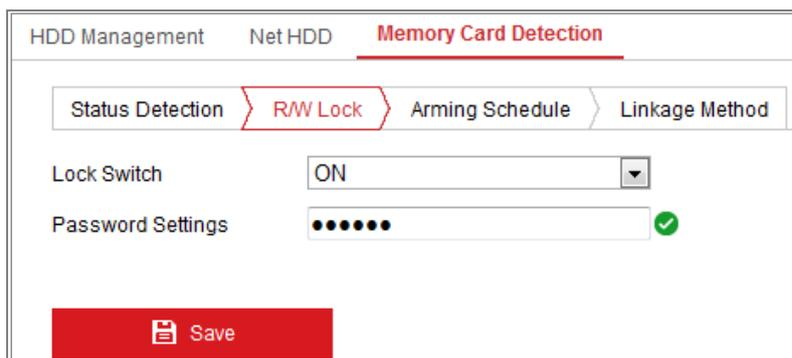 HDD Management Net HDD Memory Card Detection
Status Detection R/W Lock Arming Schedule Linkage Method
Lock Switch ON
Password Settings ••••••
Save